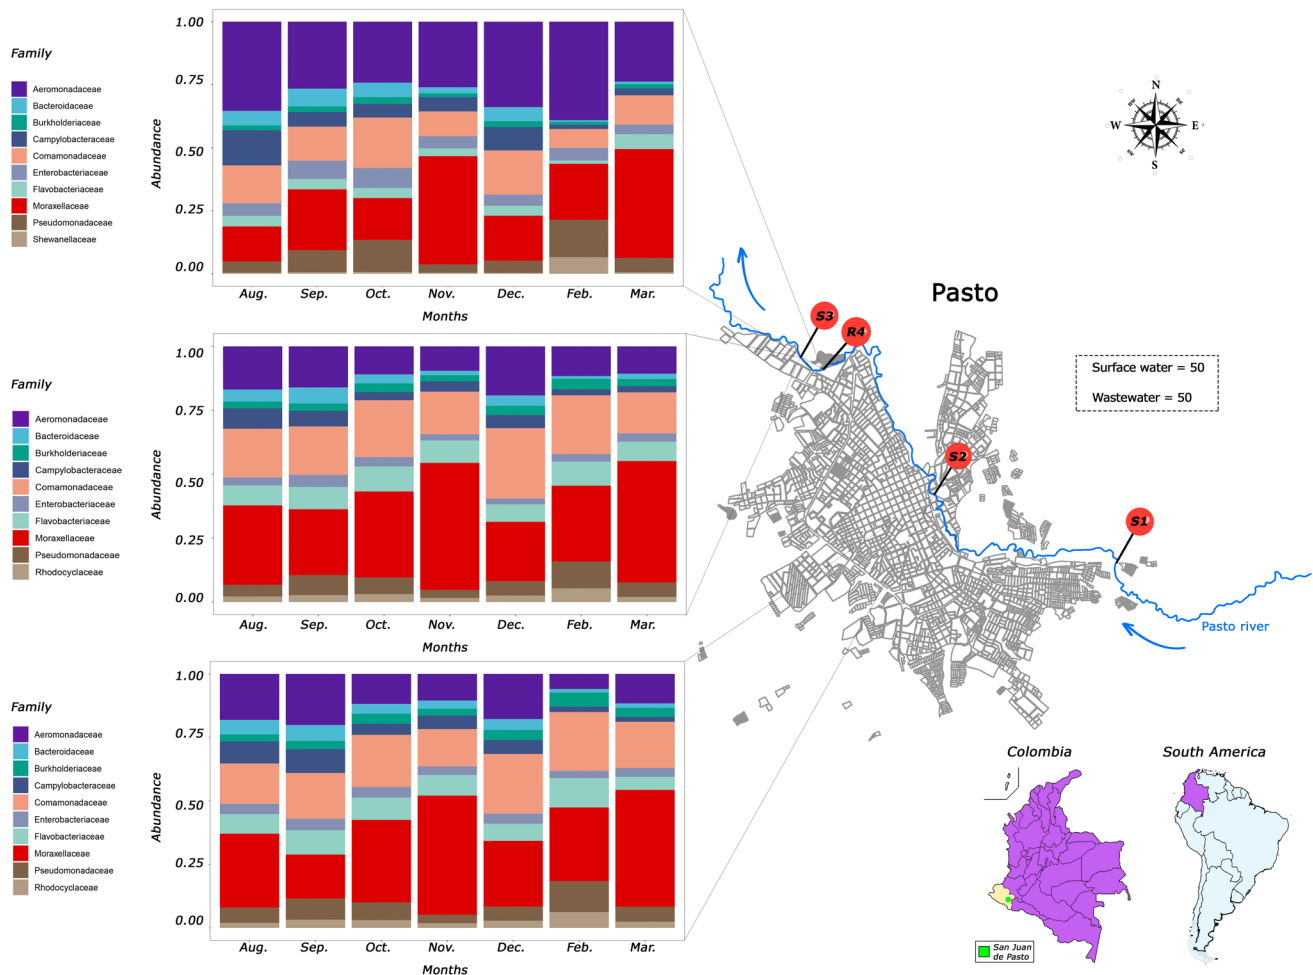 Family
Aeromonadaceae
Bacteroidaceae
Burkholderiaceae
Campylobacteraceae
Comamonadaceae
Enterobacteriaceae
Flavobacteriaceae
Moraxellaceae
Pseudomonadaceae
Shewanellaceae
Abundance
1.00
0.75
0.50
0.25
0.00
Aug.
Sep.
Oct.
Nov.
Dec.
Feb.
Mar.
Months
Family
Aeromonadaceae
Bacteroidaceae
Burkholderiaceae
Campylobacteraceae
Comamonadaceae
Enterobacteriaceae
Flavobacteriaceae
Moraxellaceae
Pseudomonadaceae
Rhodocyclaceae
Abundance
1.00
0.75
0.50
0.25
0.00
Aug.
Sep.
Oct.
Nov.
Dec.
Feb.
Mar.
Months
Family
Aeromonadaceae
Bacteroidaceae
Burkholderiaceae
Campylobacteraceae
Comamonadaceae
Enterobacteriaceae
Flavobacteriaceae
Moraxellaceae
Pseudomonadaceae
Rhodocyclaceae
Abundance
1.00
0.75
0.50
0.25
0.00
Aug.
Sep.
Oct.
Nov.
Dec.
Feb.
Mar.
Months
N
nw
ne
W
E
sw
se
S
Pasto
S3
R4
S2
S1
Surface water = 50
Wastewater = 50
Pasto river
Colombia
San Juan
de Pasto
South America